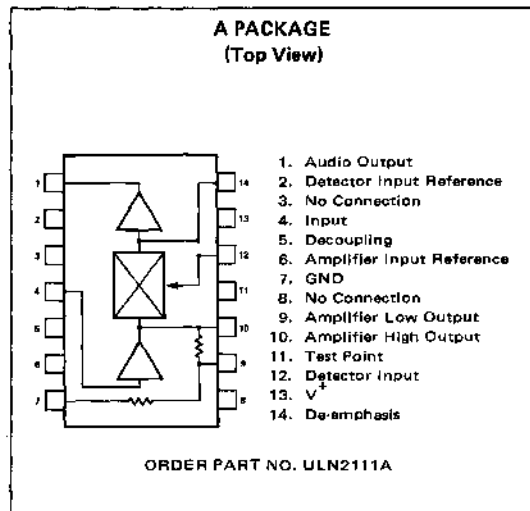 A PACKAGE
(Top View)
1
2
3
4
5
6
7
14
13
12
11
10
9
8
1. Audio Output
2. Detector Input Reference
3. No Connection
4. Input
5. Decoupling
6. Amplifier Input Reference
7. GND
8. No Connection
9. Amplifier Low Output
10. Amplifier High Output
11. Test Point
12. Detector Input
13. V+
14. De-emphasis
ORDER PART NO. ULN2111A